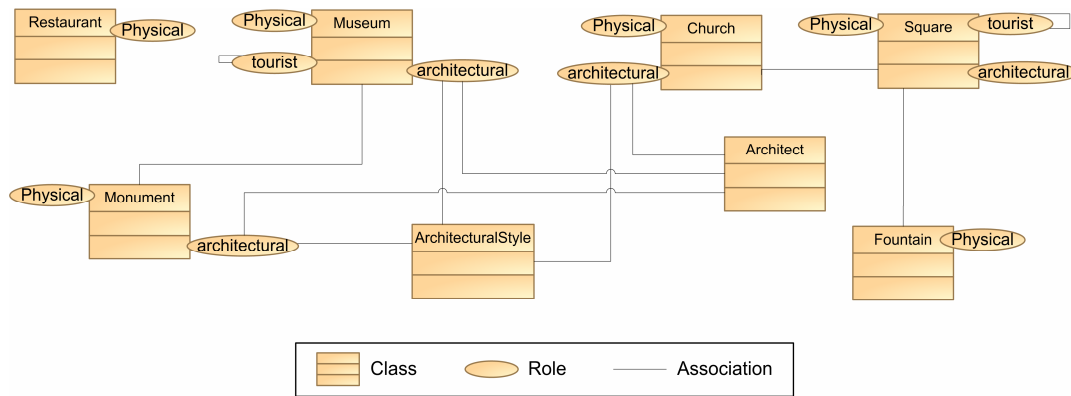 Restaurant
Physical
Physical
Museum
tourist
architectural
Physical
Church
architectural
Physical
Square
tourist
architectural
Architect
Physical
Monument
architectural
ArchitecturalStyle
Fountain
Physical
Class
Role
Association